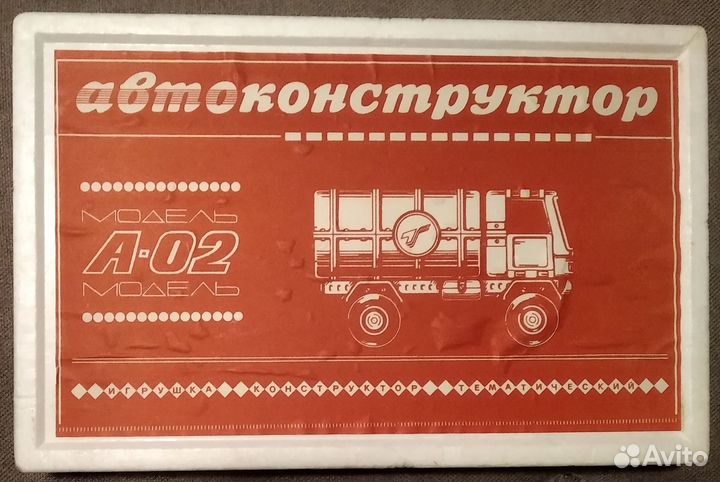 автоконструктор
МОДЕЛЬ
А-02
МОДЕЛЬ
ИГРУШКА КОНСТРУКТОР ТЕМАТИЧЕСКИЙ
Avito